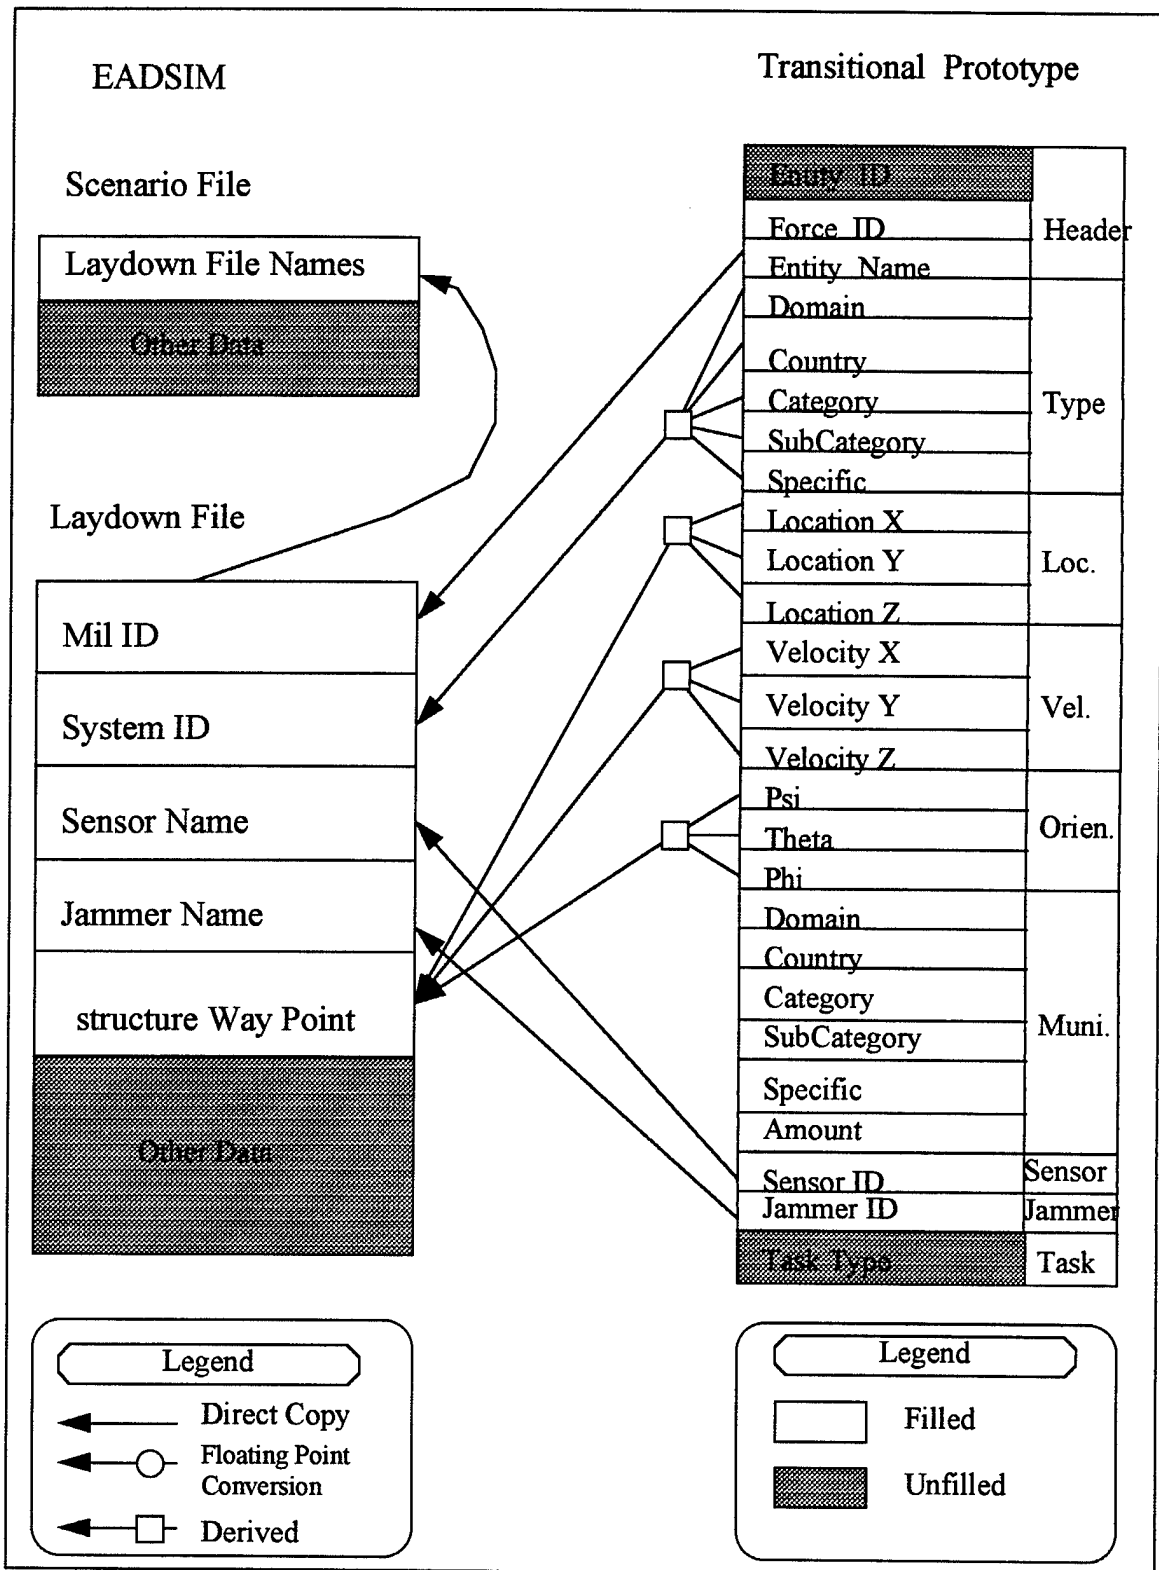 EADSIM
Transitional Prototype
Scenario File
Laydown File Names
Other Data
Laydown File
Mil ID
System ID
Sensor Name
Jammer Name
structure Way Point
Other Data
Entity ID
Force ID
Entity Name
Header
Domain
Country
Category
SubCategory
Specific
Type
Location X
Location Y
Location Z
Loc.
Velocity X
Velocity Y
Velocity Z
Vel.
Psi
Theta
Phi
Orien.
Domain
Country
Category
SubCategory
Specific
Amount
Muni.
Sensor ID
Sensor
Jammer ID
Jammer
Task Type
Task
Legend
Direct Copy
Floating Point
Conversion
Derived
Legend
Filled
Unfilled